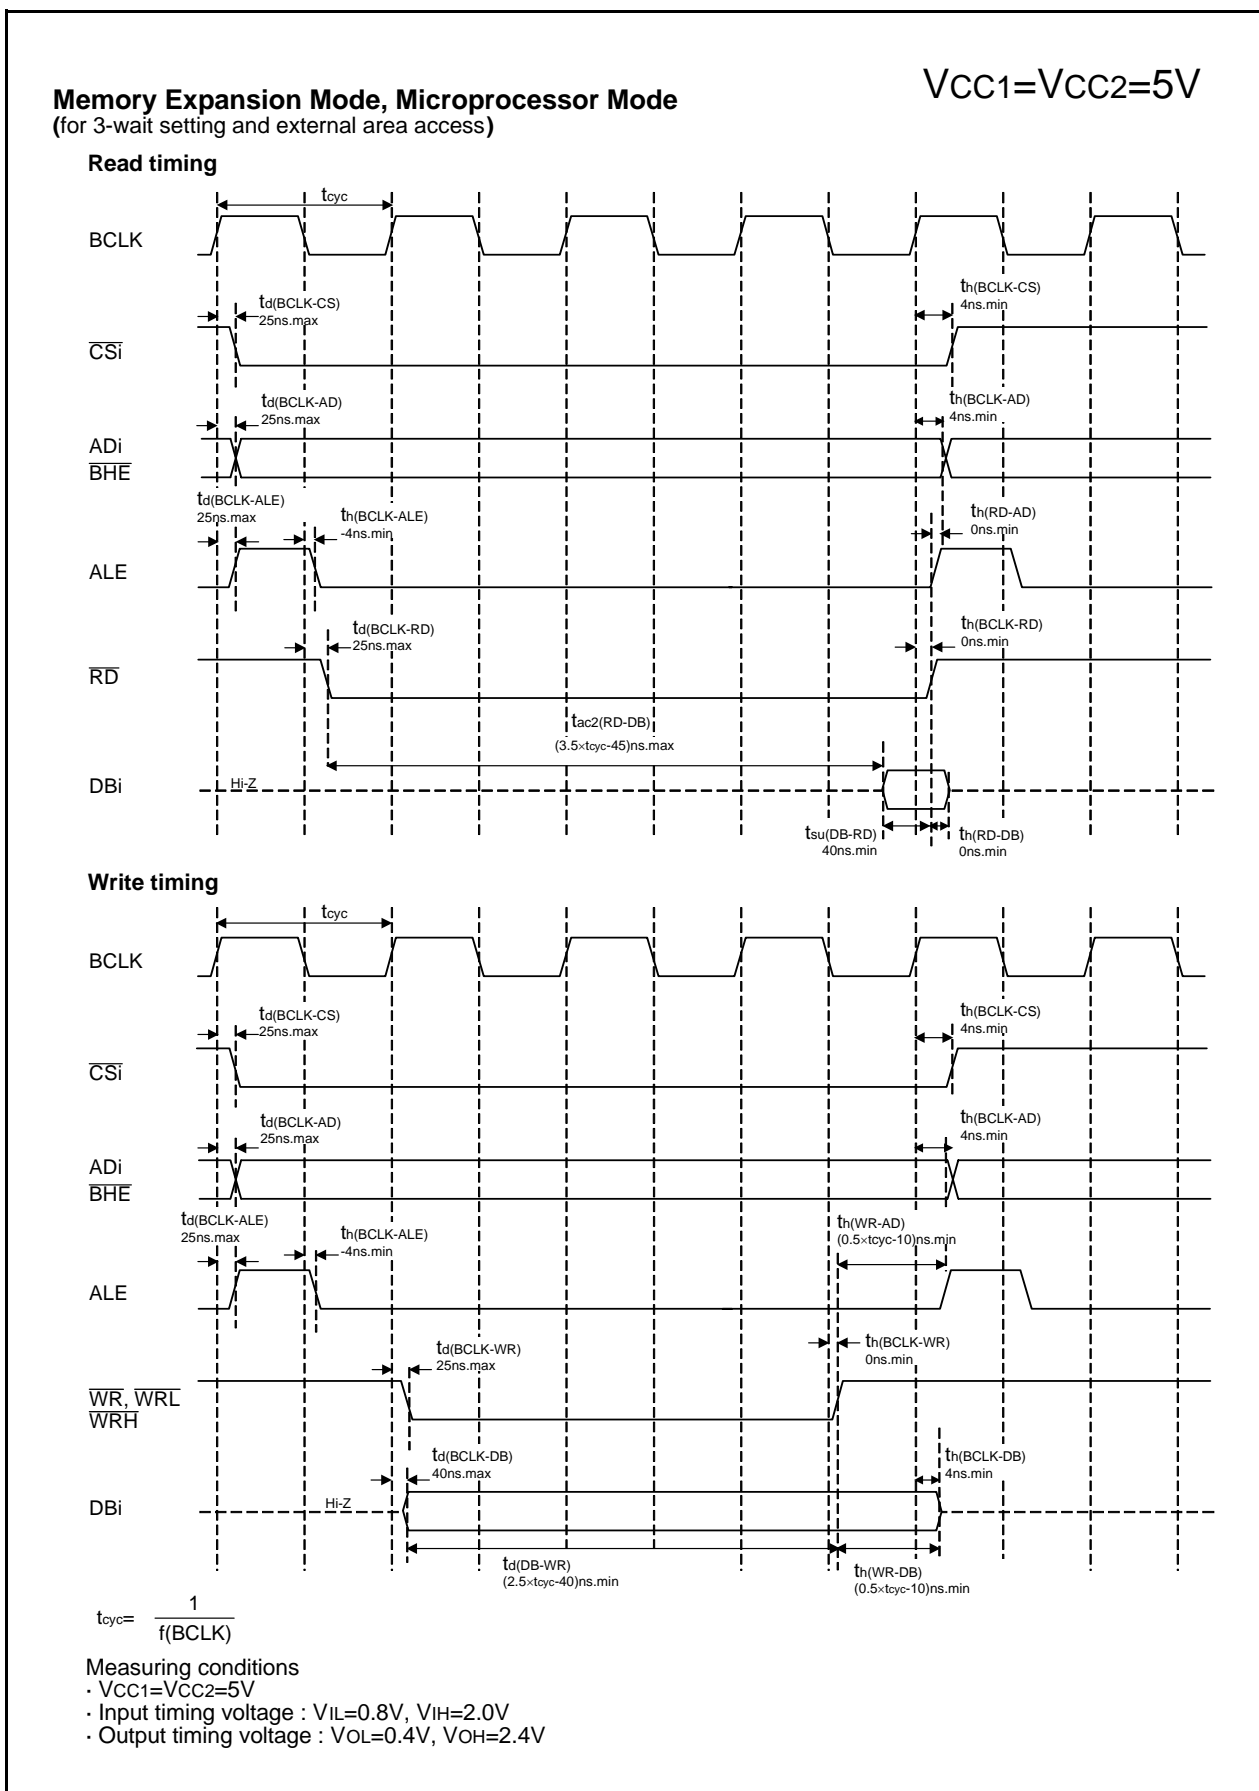 VCC1=VCC2=5V
Memory Expansion Mode, Microprocessor Mode
(for 3-wait setting and external area access)
Read timing
tcyc
BCLK
td(BCLK-CS)
25ns.max
th(BCLK-CS)
4ns.min
CSi
td(BCLK-AD)
25ns.max
th(BCLK-AD)
4ns.min
ADi
BHE
td(BCLK-ALE)
25ns.max
th(BCLK-ALE)
-4ns.min
th(RD-AD)
0ns.min
ALE
td(BCLK-RD)
25ns.max
th(BCLK-RD)
0ns.min
RD
tac2(RD-DB)
(3.5×tcyc-45)ns.max
DBi
Hi-Z
tsu(DB-RD)
40ns.min
th(RD-DB)
0ns.min
Write timing
tcyc
BCLK
td(BCLK-CS)
25ns.max
th(BCLK-CS)
4ns.min
CSi
td(BCLK-AD)
25ns.max
th(BCLK-AD)
4ns.min
ADi
BHE
td(BCLK-ALE)
25ns.max
th(BCLK-ALE)
-4ns.min
th(WR-AD)
(0.5×tcyc-10)ns.min
ALE
td(BCLK-WR)
25ns.max
th(BCLK-WR)
0ns.min
WR, WRL
WRH
td(BCLK-DB)
40ns.max
th(BCLK-DB)
4ns.min
DBi
Hi-Z
td(DB-WR)
(2.5×tcyc-40)ns.min
th(WR-DB)
(0.5×tcyc-10)ns.min
tcyc= 1
f(BCLK)
Measuring conditions
· VCC1=VCC2=5V
· Input timing voltage : VIL=0.8V, VIH=2.0V
· Output timing voltage : VOL=0.4V, VOH=2.4V